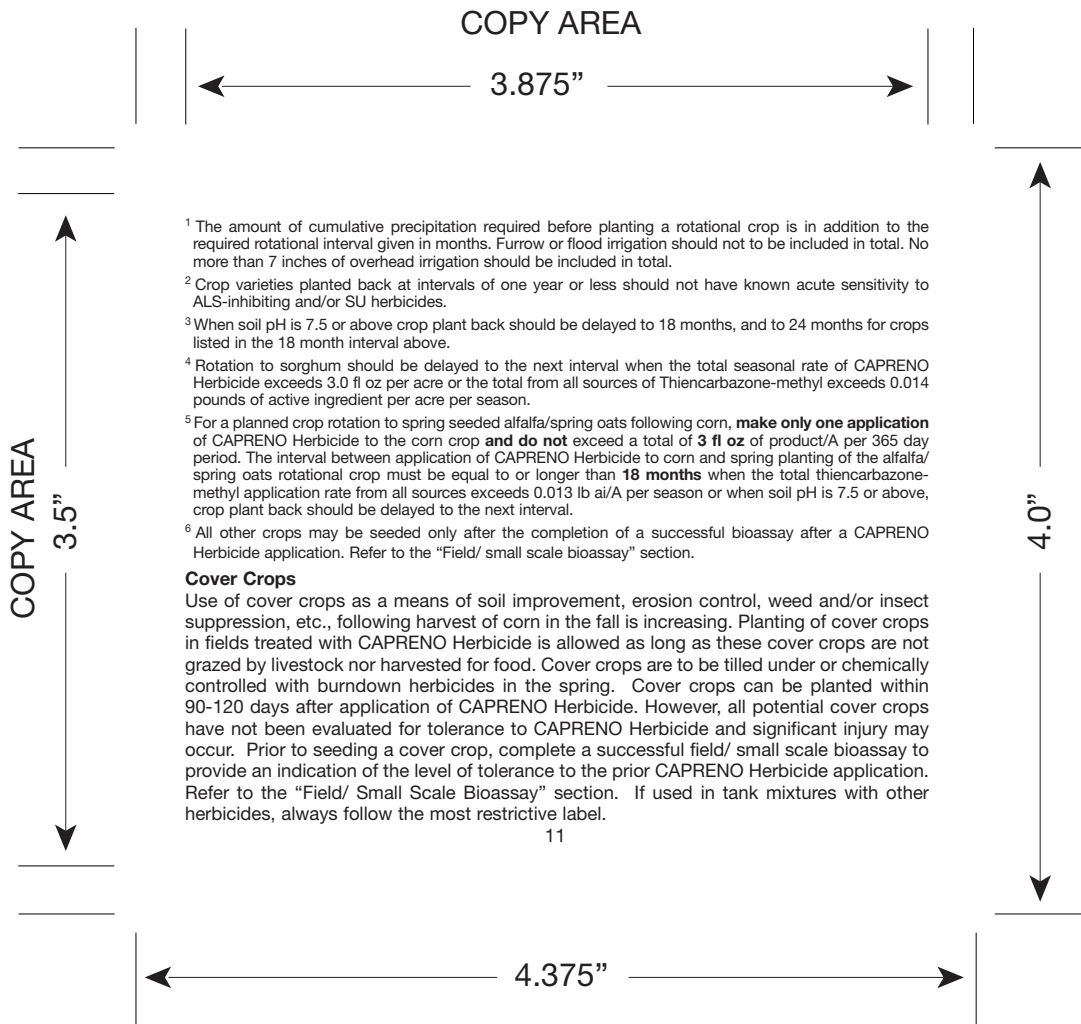 COPY AREA
3.875”
¹ The amount of cumulative precipitation required before planting a rotational crop is in addition to the
required rotational interval given in months. Furrow or flood irrigation should not to be included in total. No
more than 7 inches of overhead irrigation should be included in total.
² Crop varieties planted back at intervals of one year or less should not have known acute sensitivity to
ALS-inhibiting and/or SU herbicides.
³ When soil pH is 7.5 or above crop plant back should be delayed to 18 months, and to 24 months for crops
listed in the 18 month interval above.
⁴ Rotation to sorghum should be delayed to the next interval when the total seasonal rate of CAPRENO
Herbicide exceeds 3.0 fl oz per acre or the total from all sources of Thiencarbazone-methyl exceeds 0.014
pounds of active ingredient per acre per season.
⁵ For a planned crop rotation to spring seeded alfalfa/spring oats following corn, make only one application
of CAPRENO Herbicide to the corn crop and do not exceed a total of 3 fl oz of product/A per 365 day
period. The interval between application of CAPRENO Herbicide to corn and spring planting of the alfalfa/
spring oats rotational crop must be equal to or longer than 18 months when the total thiencarbazone-
methyl application rate from all sources exceeds 0.013 lb ai/A per season or when soil pH is 7.5 or above,
crop plant back should be delayed to the next interval.
⁶ All other crops may be seeded only after the completion of a successful bioassay after a CAPRENO
Herbicide application. Refer to the “Field/ small scale bioassay” section.
Cover Crops
Use of cover crops as a means of soil improvement, erosion control, weed and/or insect
suppression, etc., following harvest of corn in the fall is increasing. Planting of cover crops
in fields treated with CAPRENO Herbicide is allowed as long as these cover crops are not
grazed by livestock nor harvested for food. Cover crops are to be tilled under or chemically
controlled with burndown herbicides in the spring.  Cover crops can be planted within
90-120 days after application of CAPRENO Herbicide. However, all potential cover crops
have not been evaluated for tolerance to CAPRENO Herbicide and significant injury may
occur.  Prior to seeding a cover crop, complete a successful field/ small scale bioassay to
provide an indication of the level of tolerance to the prior CAPRENO Herbicide application.
Refer to the “Field/ Small Scale Bioassay” section.  If used in tank mixtures with other
herbicides, always follow the most restrictive label.
11
COPY AREA
3.5”
4.0”
4.375”